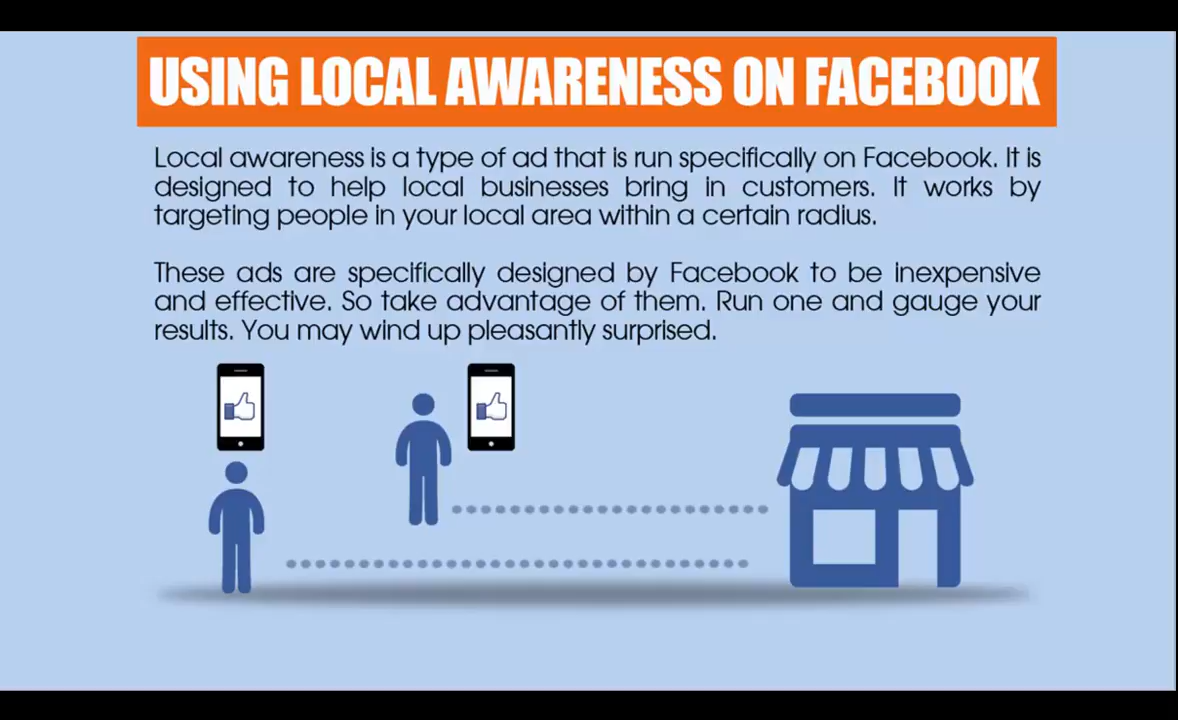 USING LOCAL AWARENESS ON FACEBOOK
Local awareness is a type of ad that is run specifically on Facebook. It is
designed to help local businesses bring in customers. It works by
targeting people in your local area within a certain radius.
These ads are specifically designed by Facebook to be inexpensive
and effective. So take advantage of them. Run one and gauge your
results. You may wind up pleasantly surprised.